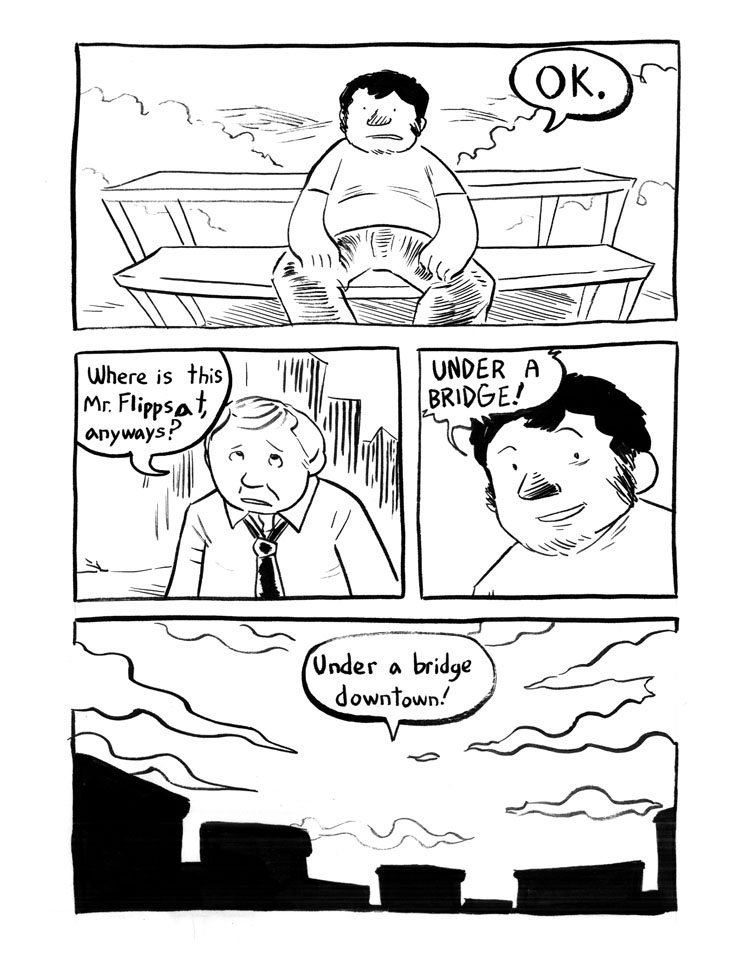 OK.
Where is this
Mr. Flippsat,
anyways?
UNDER A
BRIDGE!
Under a bridge
downtown!